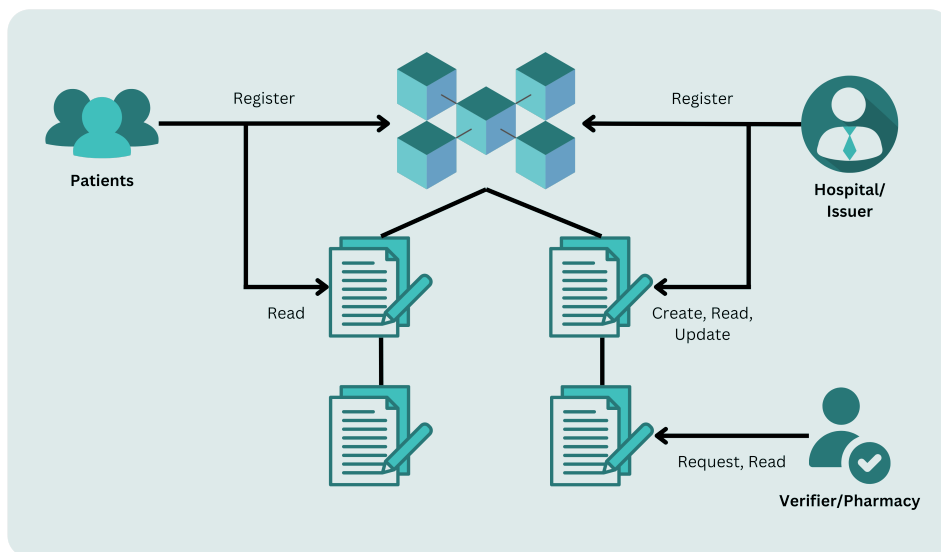 Register
Register
Patients
Hospital/
Issuer
Read
Create, Read,
Update
Request, Read
Verifier/Pharmacy